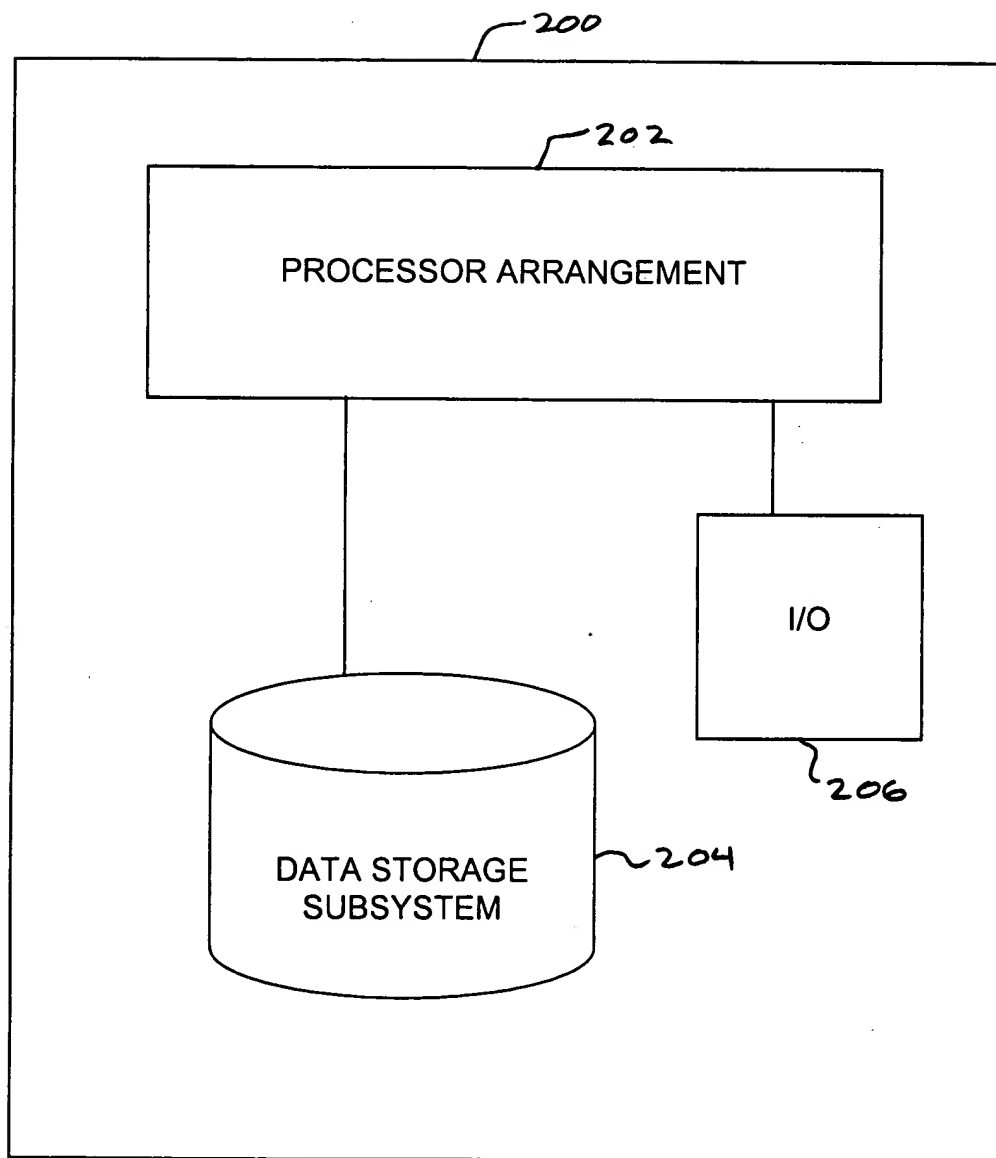 200
202
PROCESSOR ARRANGEMENT
I/O
206
204
DATA STORAGE
SUBSYSTEM